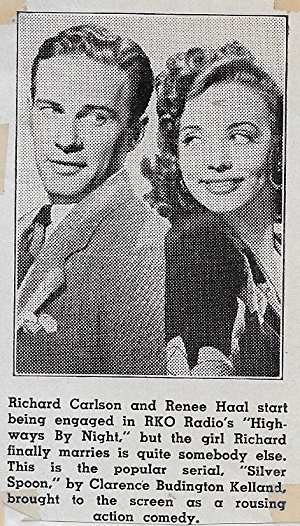 Richard Carlson and Renee Haal start
being engaged in RKO Radio's "High-
ways By Night," but the girl Richard
finally marries is quite somebody else.
This is the popular serial, "Silver
Spoon," by Clarence Budington Kelland,
brought to the screen as a rousing
action comedy.